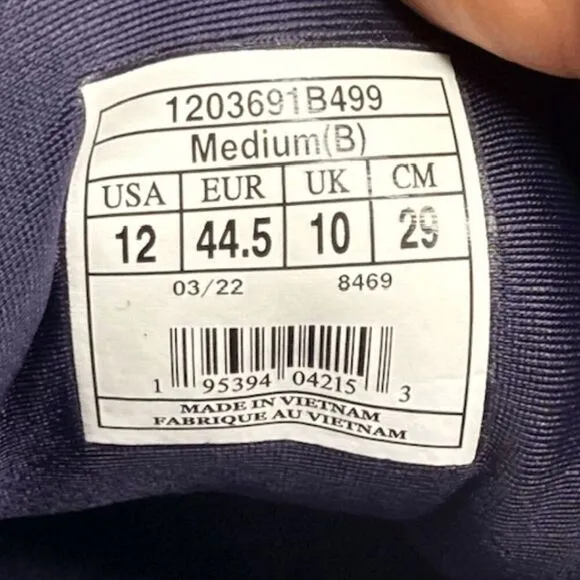 1203691B499
Medium(B)
USA EUR UK CM
12 44.5 10 29
03/22 8469
1 95394 04215 3
MADE IN VIETNAM
FABRIQUE AU VIETNAM